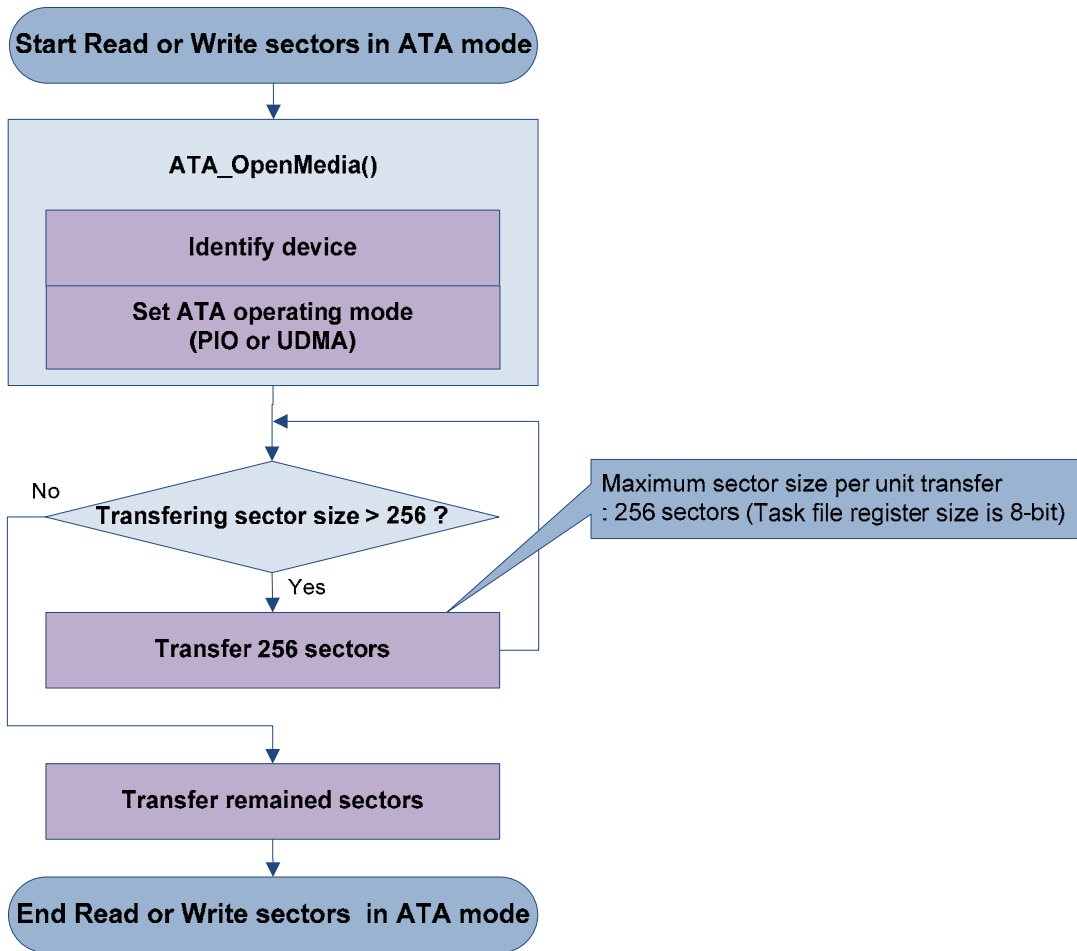 Start Read or Write sectors in ATA mode
ATA_OpenMedia()
Identify device
Set ATA operating mode
(PIO or UDMA)
No
Transfering sector size > 256 ?
Maximum sector size per unit transfer
: 256 sectors (Task file register size is 8-bit)
Yes
Transfer 256 sectors
Transfer remained sectors
End Read or Write sectors in ATA mode